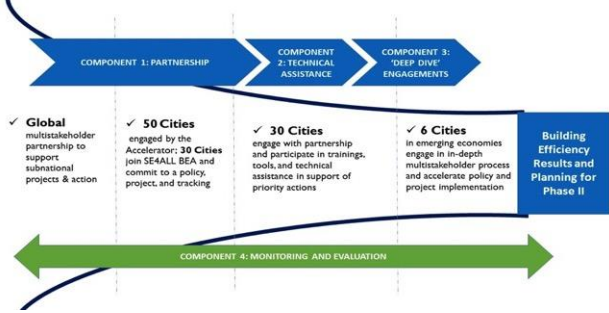 COMPONENT 1: PARTNERSHIP
COMPONENT
2: TECHNICAL
ASSISTANCE
COMPONENT 3:
'DEEP DIVE'
ENGAGEMENTS
✓ Global
multistakeholder
partnership to
support
subnational
projects & action
✓ 50 Cities
engaged by the
Accelerator; 30 Cities
join SE4ALL BEA and
commit to a policy,
project, and tracking
✓ 30 Cities
engage with partnership
and participate in trainings,
tools, and technical
assistance in support of
priority actions
✓ 6 Cities
in emerging economies
engage in in-depth
multistakeholder process
and accelerate policy and
project implementation
Building
Efficiency
Results and
Planning for
Phase II
COMPONENT 4: MONITORING AND EVALUATION